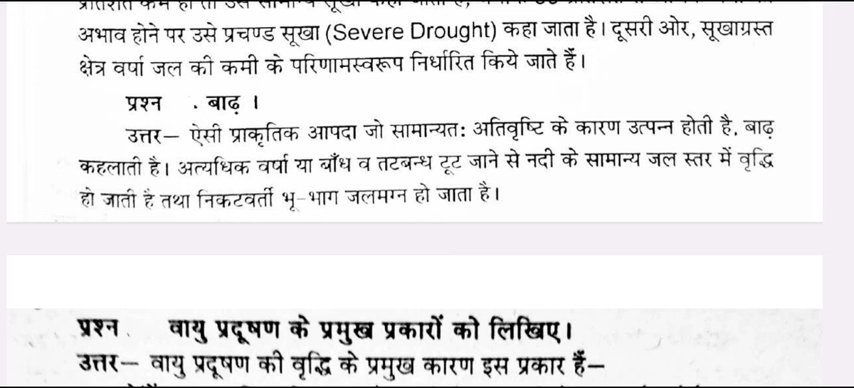 अभाव होने पर उसे प्रचण्ड सूखा (Severe Drought) कहा जाता है। दूसरी ओर, सूखाग्रस्त
क्षेत्र वर्षा जल की कमी के परिणामस्वरूप निर्धारित किये जाते हैं।
प्रश्न . बाढ़ ।
उत्तर— ऐसी प्राकृतिक आपदा जो सामान्यत: अतिवृष्टि के कारण उत्पन्न होती है, बाढ़
कहलाती है। अत्यधिक वर्षा या बाँध व तटबन्ध टूट जाने से नदी के सामान्य जल स्तर में वृद्धि
हो जाती है तथा निकटवर्ती भू-भाग जलमग्न हो जाता है।
प्रश्न वायु प्रदूषण के प्रमुख प्रकारों को लिखिए।
उत्तर— वायु प्रदूषण की वृद्धि के प्रमुख कारण इस प्रकार हैं—